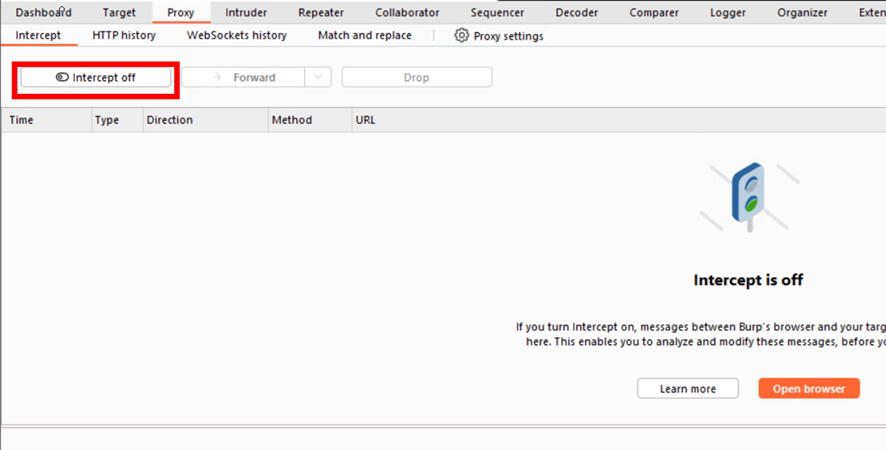 Dashboard Target Proxy Intruder Repeater Collaborator Sequencer Decoder Comparer Logger Organizer Exten
Intercept HTTP history WebSockets history Match and replace Proxy settings
Intercept off Forward Drop
Time Type Direction Method URL
Intercept is off
If you turn Intercept on, messages between Burp's browser and your targ
here. This enables you to analyze and modify these messages, before yo
Learn more Open browser